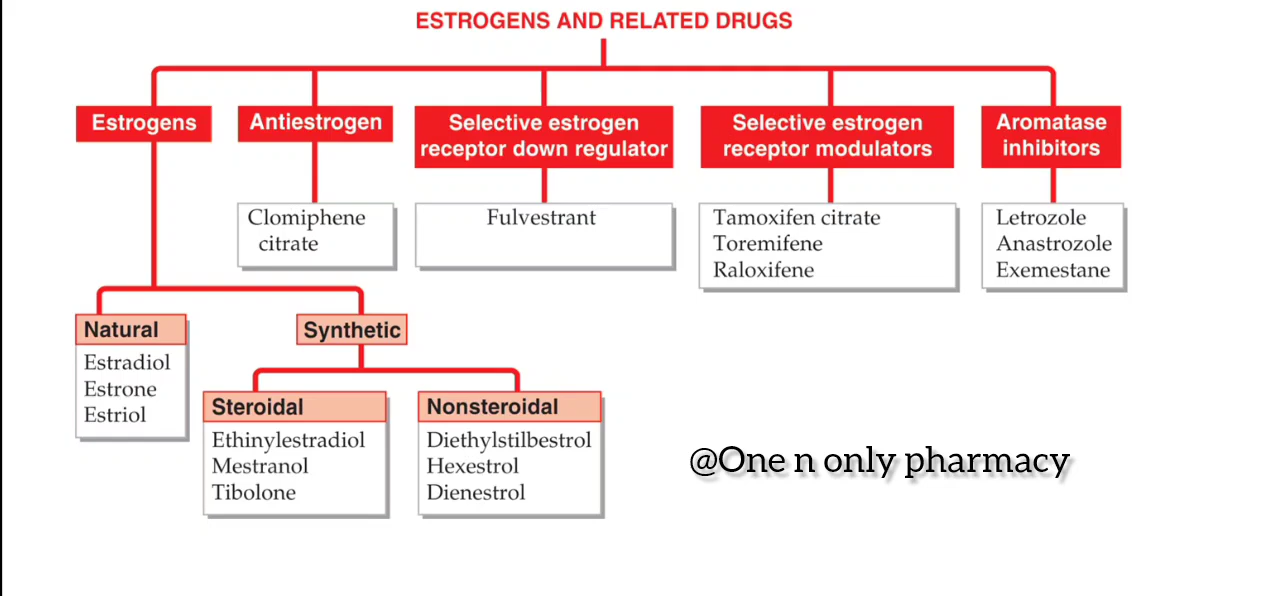 ESTROGENS AND RELATED DRUGS
Estrogens
Antiestrogen
Selective estrogen
receptor down regulator
Selective estrogen
receptor modulators
Aromatase
inhibitors
Clomiphene
citrate
Fulvestrant
Tamoxifen citrate
Toremifene
Raloxifene
Letrozole
Anastrozole
Exemestane
Natural
Estradiol
Estrone
Estriol
Synthetic
Steroidal
Ethinylestradiol
Mestranol
Tibolone
Nonsteroidal
Diethylstilbestrol
Hexestrol
Dienestrol
@One n only pharmacy